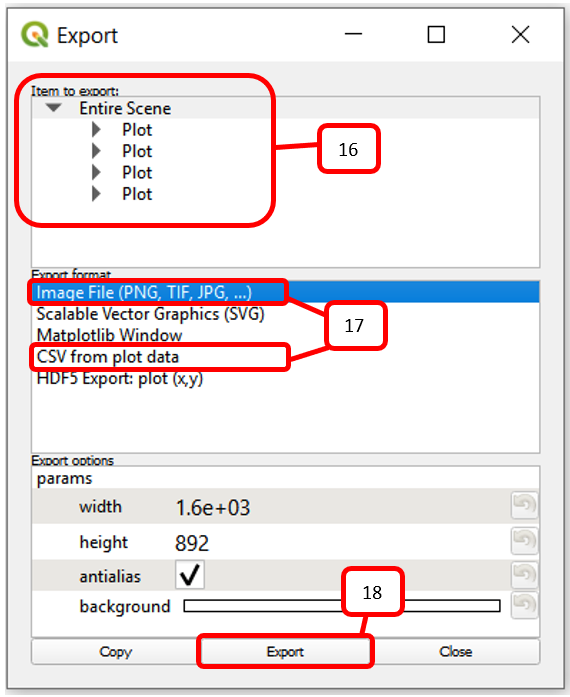 Export
Item to export:
Entire Scene
Plot
Plot
Plot
Plot
16
Export format
Image File (PNG, TIF, JPG, ...)
Scalable Vector Graphics (SVG)
Matplotlib Window
CSV from plot data
HDF5 Export: plot (x,y)
17
Export options
params
width 1.6e+03
height 892
antialias
background
18
Copy Export Close